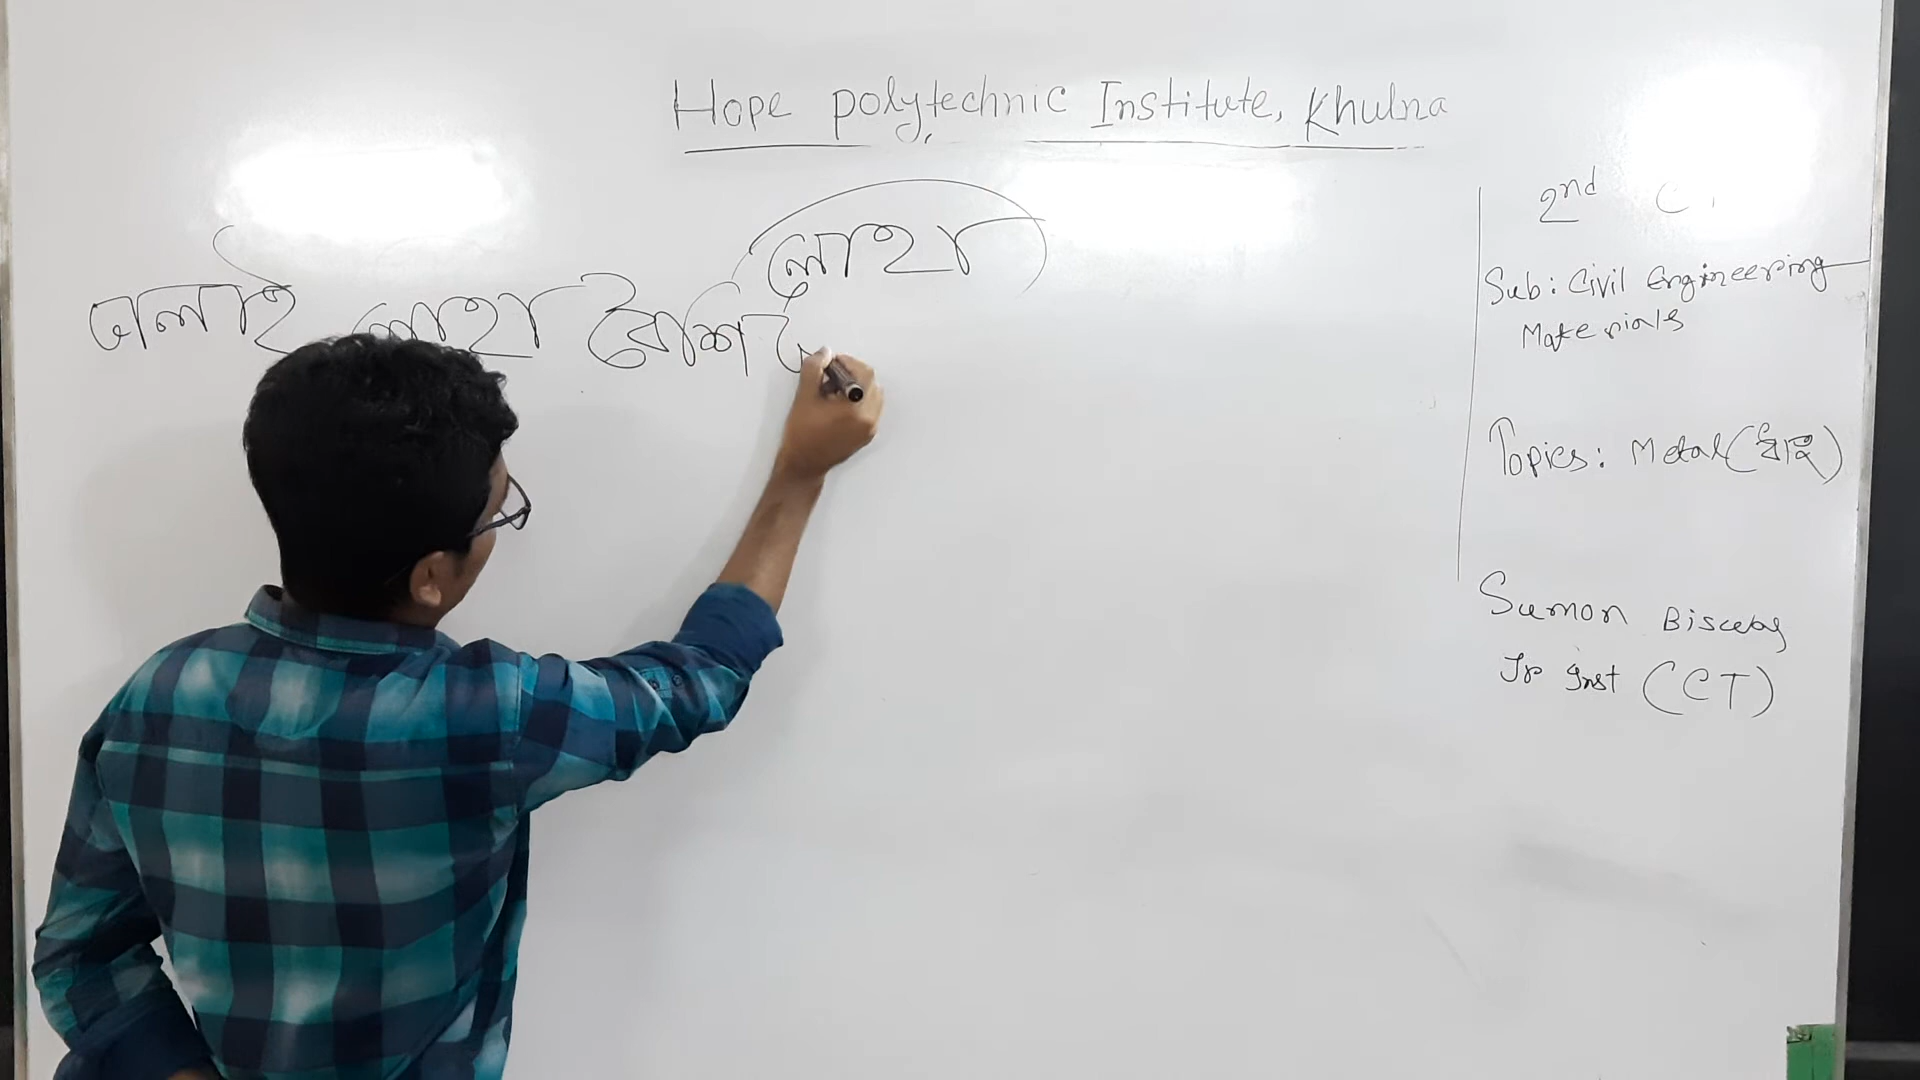 Hope polytechnic Institute, Khulna
লোহা
ঢালাই লোহা বৈশি
2nd C
Sub: Civil Engineering
Materials
Topics: Metal (ধাতু)
Sumon Biswas
Jr Inst (CT)